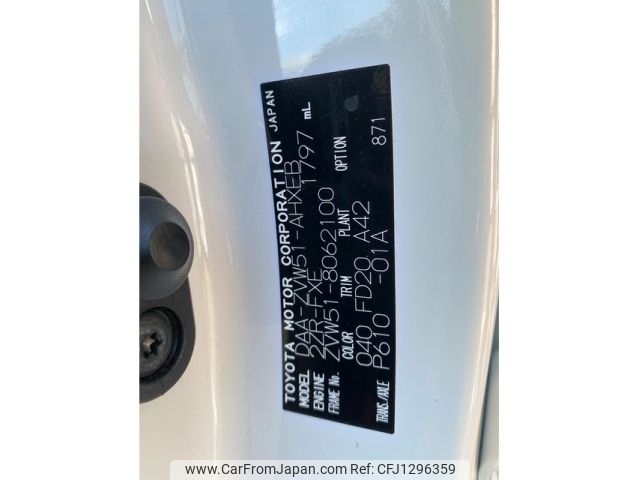 TOYOTA MOTOR CORPORATION JAPAN
MODEL DAA-ZVW51-AHXEB
ENGINE 2ZR-FXE 1797 mL
FRAME No. ZVW51-8062100
COLOR TRIM PLANT OPTION
040 FD20 A42 871
TRANS./AXLE P610 -01A
www.CarFromJapan.com - CFJ1296359